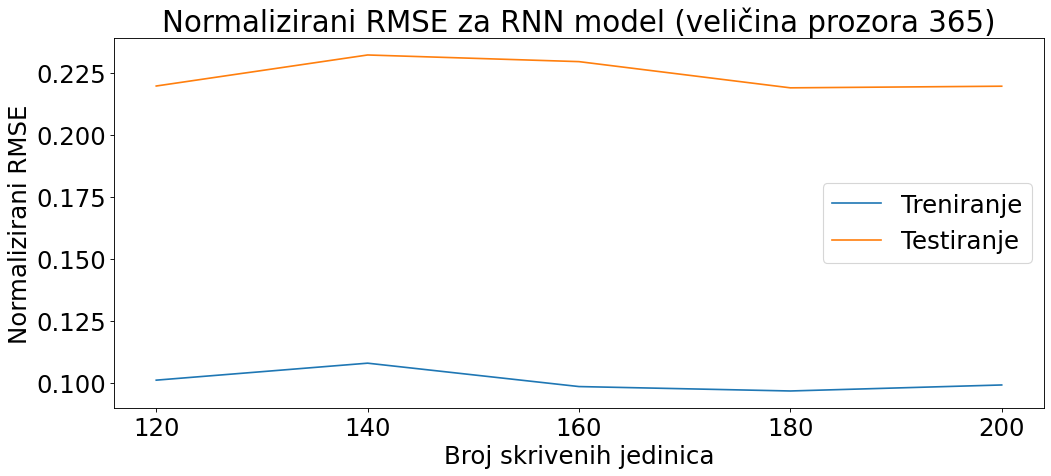 Normalizirani RMSE za RNN model (veličina prozora 365)
Normalizirani RMSE
0.225
0.200
0.175
0.150
0.125
0.100
Treniranje
Testiranje
120 140 160 180 200
Broj skrivenih jedinica